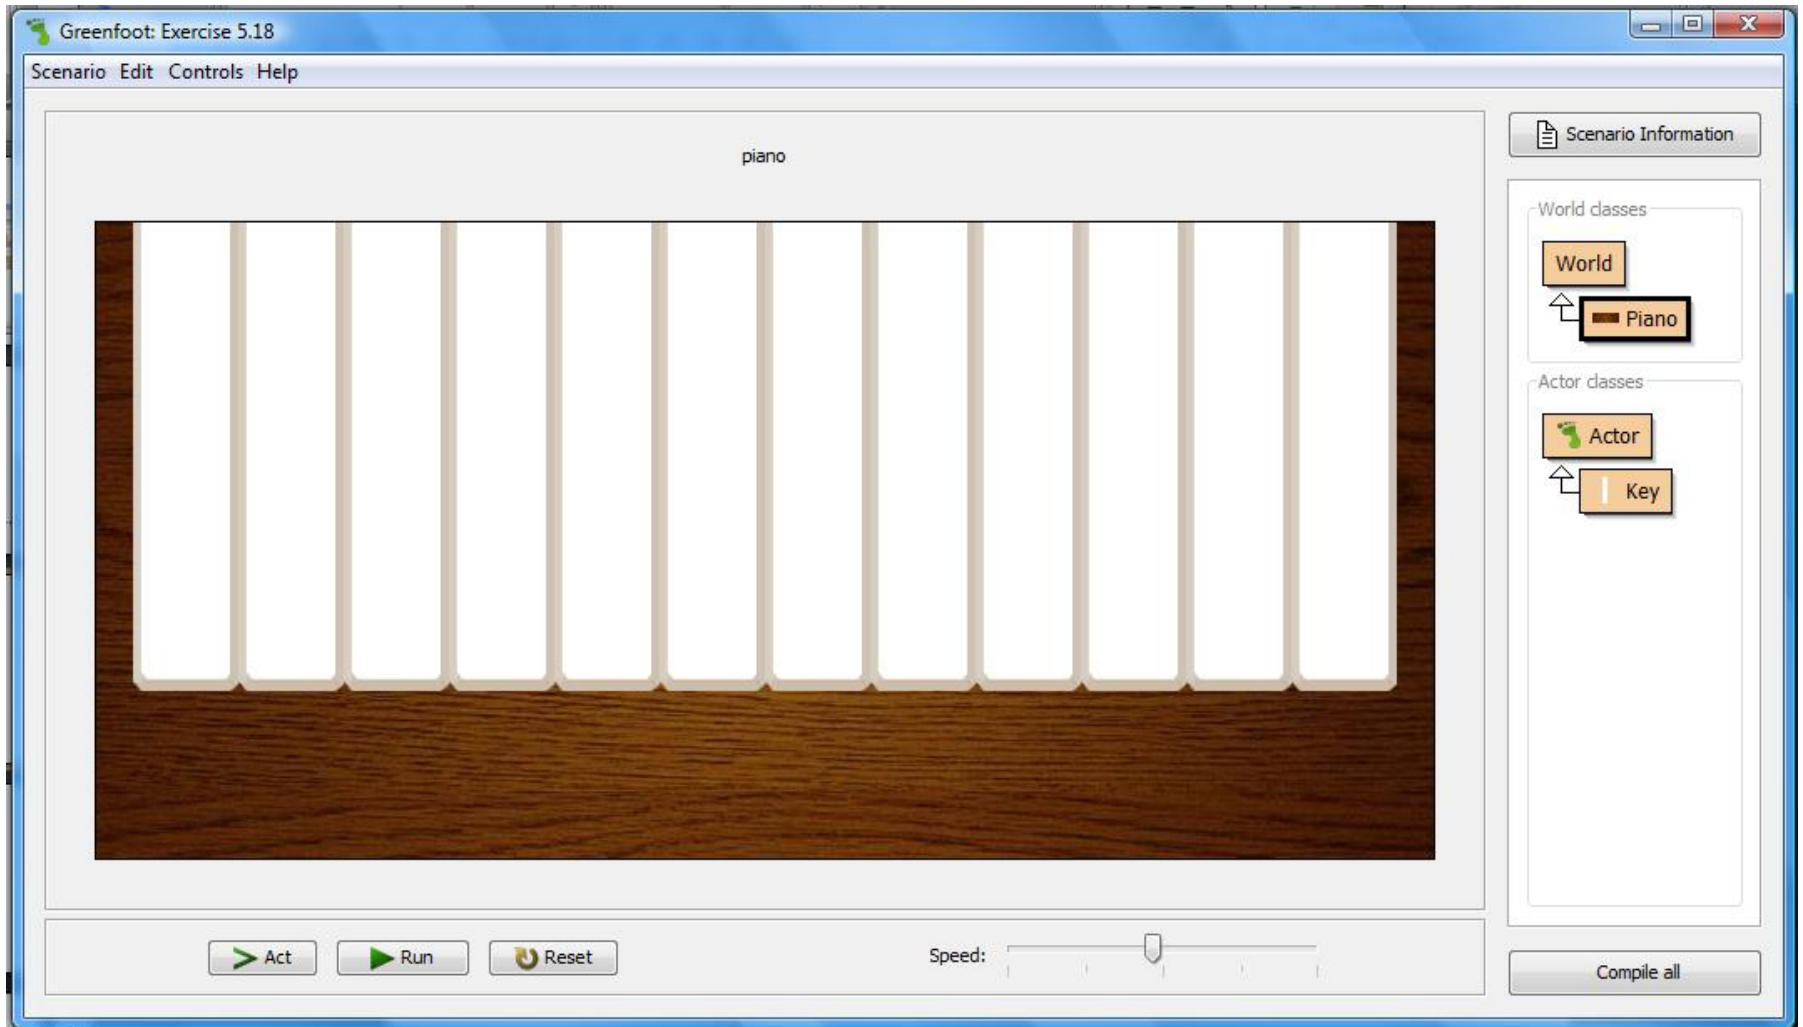 Greenfoot: Exercise 5.18
Scenario Edit Controls Help
piano
Scenario Information
World classes
World
Piano
Actor classes
Actor
Key
Act Run Reset Speed:
Compile all